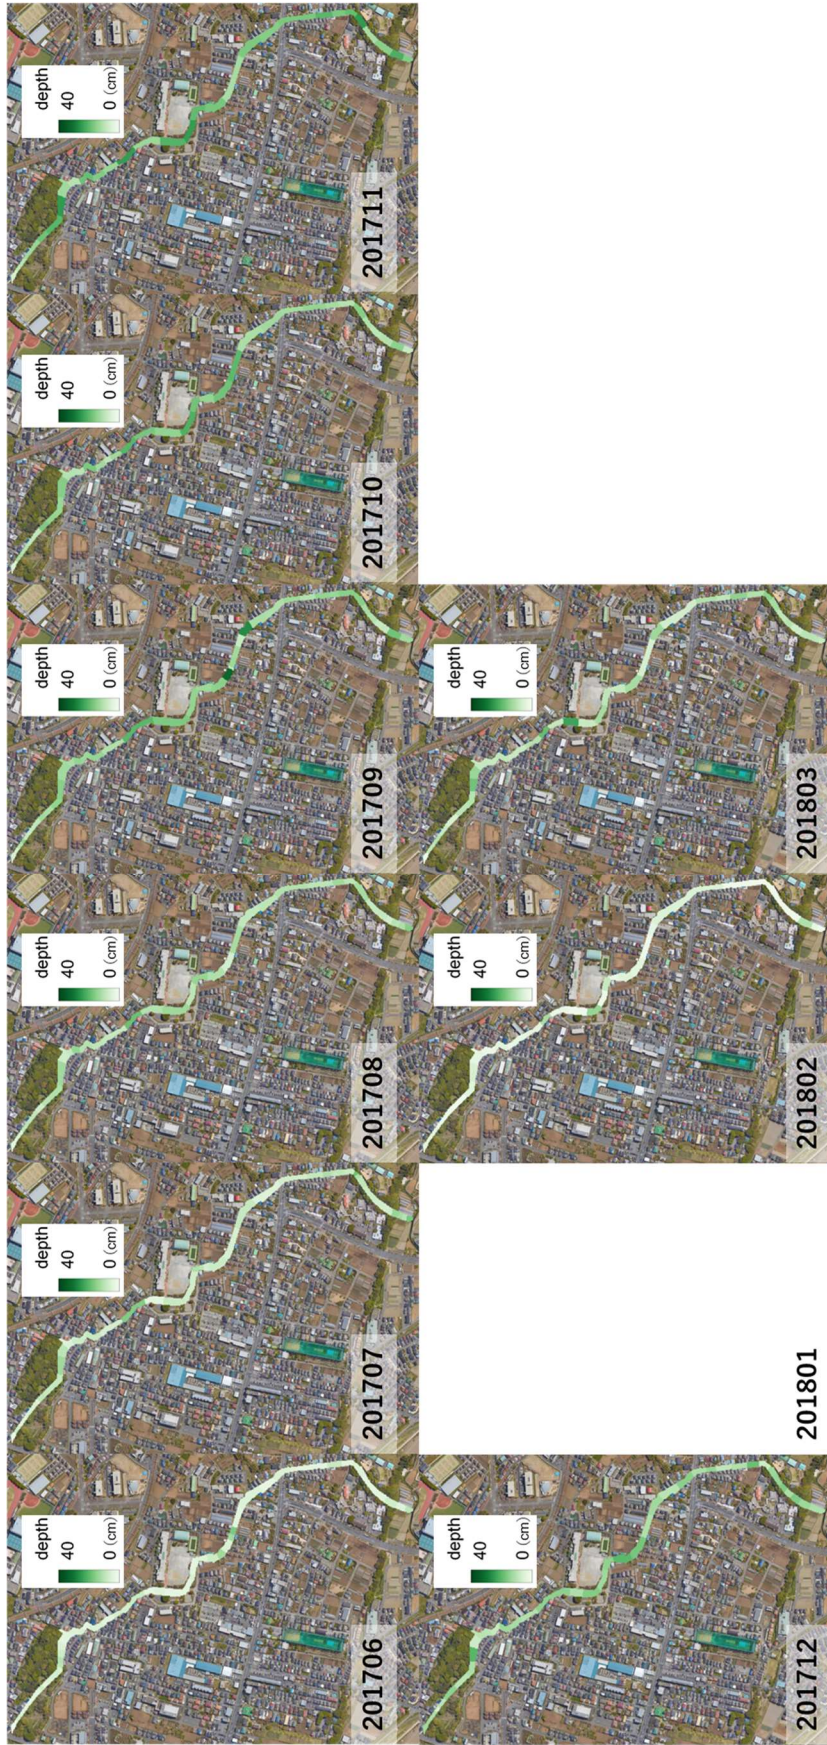 depth
40
0 (cm)
201706
depth
40
0 (cm)
201707
depth
40
0 (cm)
201708
depth
40
0 (cm)
201709
depth
40
0 (cm)
201710
depth
40
0 (cm)
201711
depth
40
0 (cm)
201712
201801
depth
40
0 (cm)
201802
depth
40
0 (cm)
201803